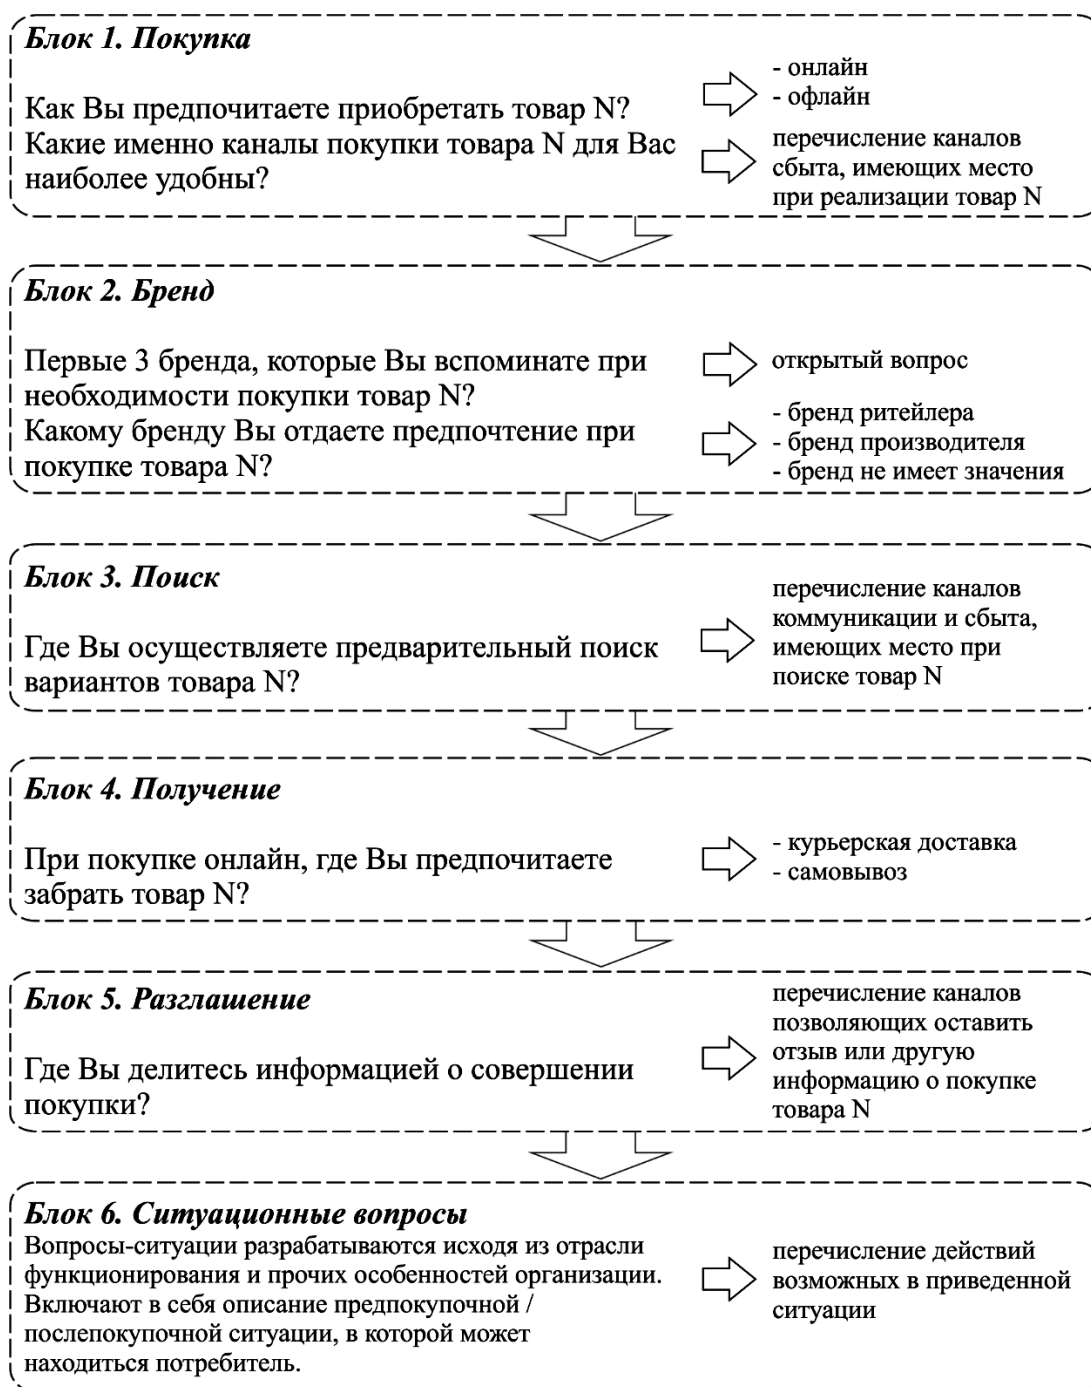 Блок 1. Покупка
Как Вы предпочитаете приобретать товар N?
- онлайн
- офлайн
Какие именно каналы покупки товара N для Вас
наиболее удобны?
перечисление каналов
сбыта, имеющих место
при реализации товар N
Блок 2. Бренд
Первые 3 бренда, которые Вы вспоминате при
необходимости покупки товар N?
открытый вопрос
Какому бренду Вы отдаете предпочтение при
покупке товара N?
- бренд ритейлера
- бренд производителя
- бренд не имеет значения
Блок 3. Поиск
Где Вы осуществляете предварительный поиск
вариантов товара N?
перечисление каналов
коммуникации и сбыта,
имеющих место при
поиске товар N
Блок 4. Получение
При покупке онлайн, где Вы предпочитаете
забрать товар N?
- курьерская доставка
- самовывоз
Блок 5. Разглашение
Где Вы делитесь информацией о совершении
покупки?
перечисление каналов
позволяющих оставить
отзыв или другую
информацию о покупке
товара N
Блок 6. Ситуационные вопросы
Вопросы-ситуации разрабатываются исходя из отрасли
функционирования и прочих особенностей организации.
Включают в себя описание предпокупочной /
послепокупочной ситуации, в которой может
находиться потребитель.
перечисление действий
возможных в приведенной
ситуации